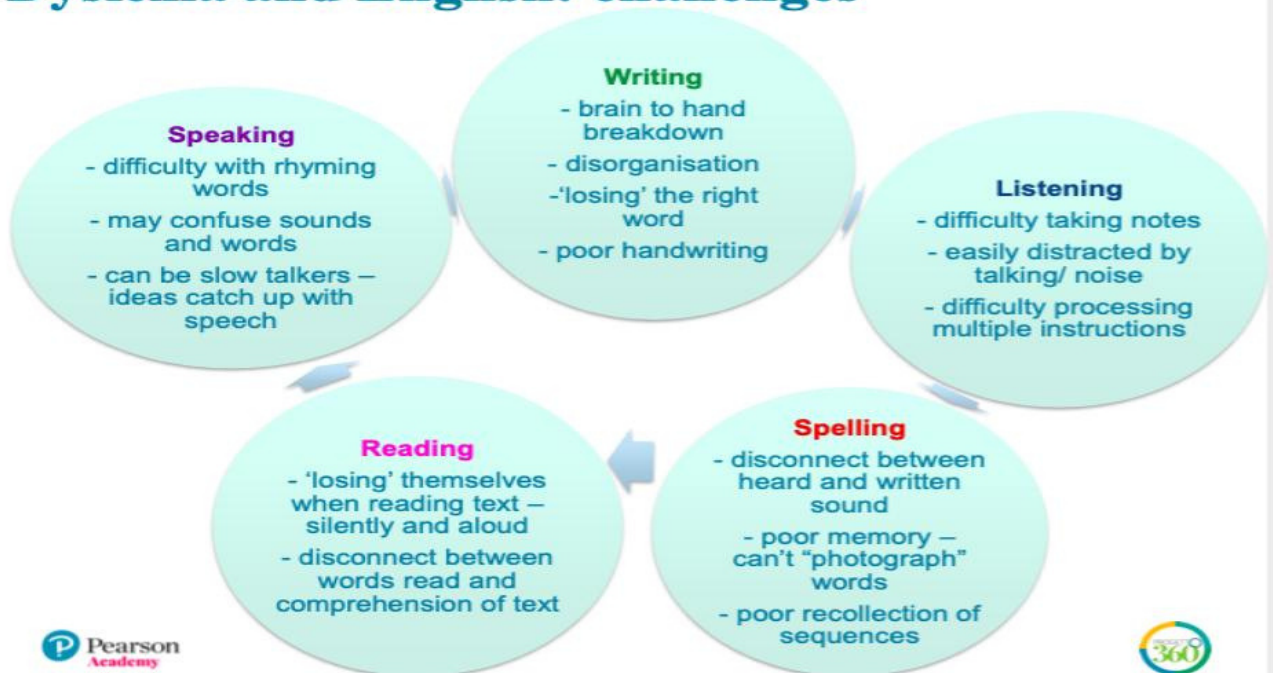 Dyslexia and English: challenges
Writing
- brain to hand
breakdown
- disorganisation
-‘losing’ the right
word
- poor handwriting
Speaking
- difficulty with rhyming
words
- may confuse sounds
and words
- can be slow talkers –
ideas catch up with
speech
Listening
- difficulty taking notes
- easily distracted by
talking/ noise
- difficulty processing
multiple instructions
Spelling
- disconnect between
heard and written
sound
- poor memory –
can’t “photograph”
words
- poor recollection of
sequences
Reading
- ‘losing’ themselves
when reading text –
silently and aloud
- disconnect between
words read and
comprehension of text
Pearson
Academy
360